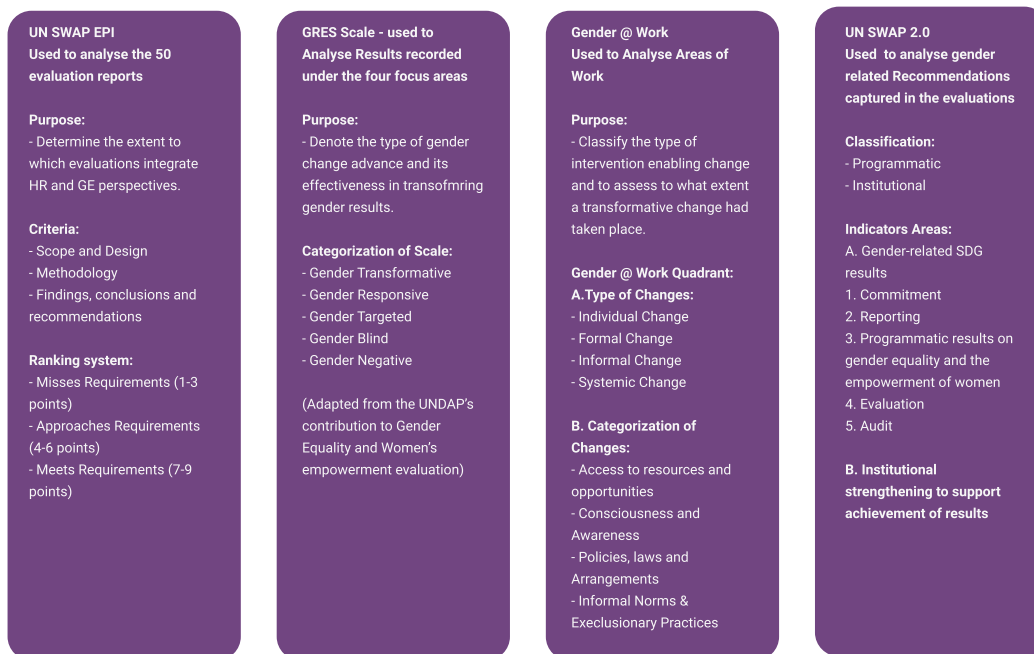 UN SWAP EPI
Used to analyse the 50
evaluation reports
Purpose:
- Determine the extent to
which evaluations integrate
HR and GE perspectives.
Criteria:
- Scope and Design
- Methodology
- Findings, conclusions and
recommendations
Ranking system:
- Misses Requirements (1-3
points)
- Approaches Requirements
(4-6 points)
- Meets Requirements (7-9
points)
GRES Scale - used to
Analyse Results recorded
under the four focus areas
Purpose:
- Denote the type of gender
change advance and its
effectiveness in transofmring
gender results.
Categorization of Scale:
- Gender Transformative
- Gender Responsive
- Gender Targeted
- Gender Blind
- Gender Negative
(Adapted from the UNDAP’s
contribution to Gender
Equality and Women’s
empowerment evaluation)
Gender @ Work
Used to Analyse Areas of
Work
Purpose:
- Classify the type of
intervention enabling change
and to assess to what extent
a transformative change had
taken place.
Gender @ Work Quadrant:
A.Type of Changes:
- Individual Change
- Formal Change
- Informal Change
- Systemic Change
B. Categorization of
Changes:
- Access to resources and
opportunities
- Consciousness and
Awareness
- Policies, laws and
Arrangements
- Informal Norms &
Execlusionary Practices
UN SWAP 2.0
Used  to analyse gender
related Recommendations
captured in the evaluations
Classification:
- Programmatic
- Institutional
Indicators Areas:
A. Gender-related SDG
results
1. Commitment
2. Reporting
3. Programmatic results on
gender equality and the
empowerment of women
4. Evaluation
5. Audit
B. Institutional
strengthening to support
achievement of results